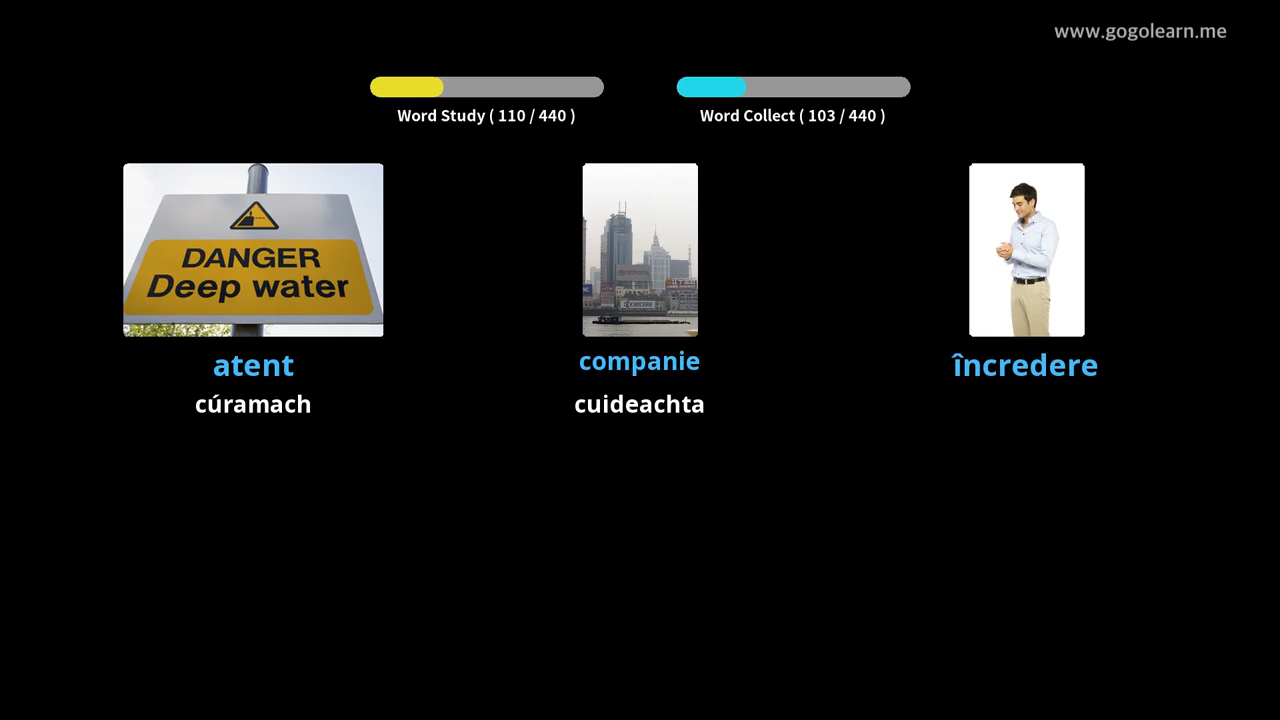 www.gogolearn.me
Word Study ( 110 / 440 )
Word Collect ( 103 / 440 )
DANGER
Deep water
TOYOTA
atent
companie
încredere
cúramach
cuideachta